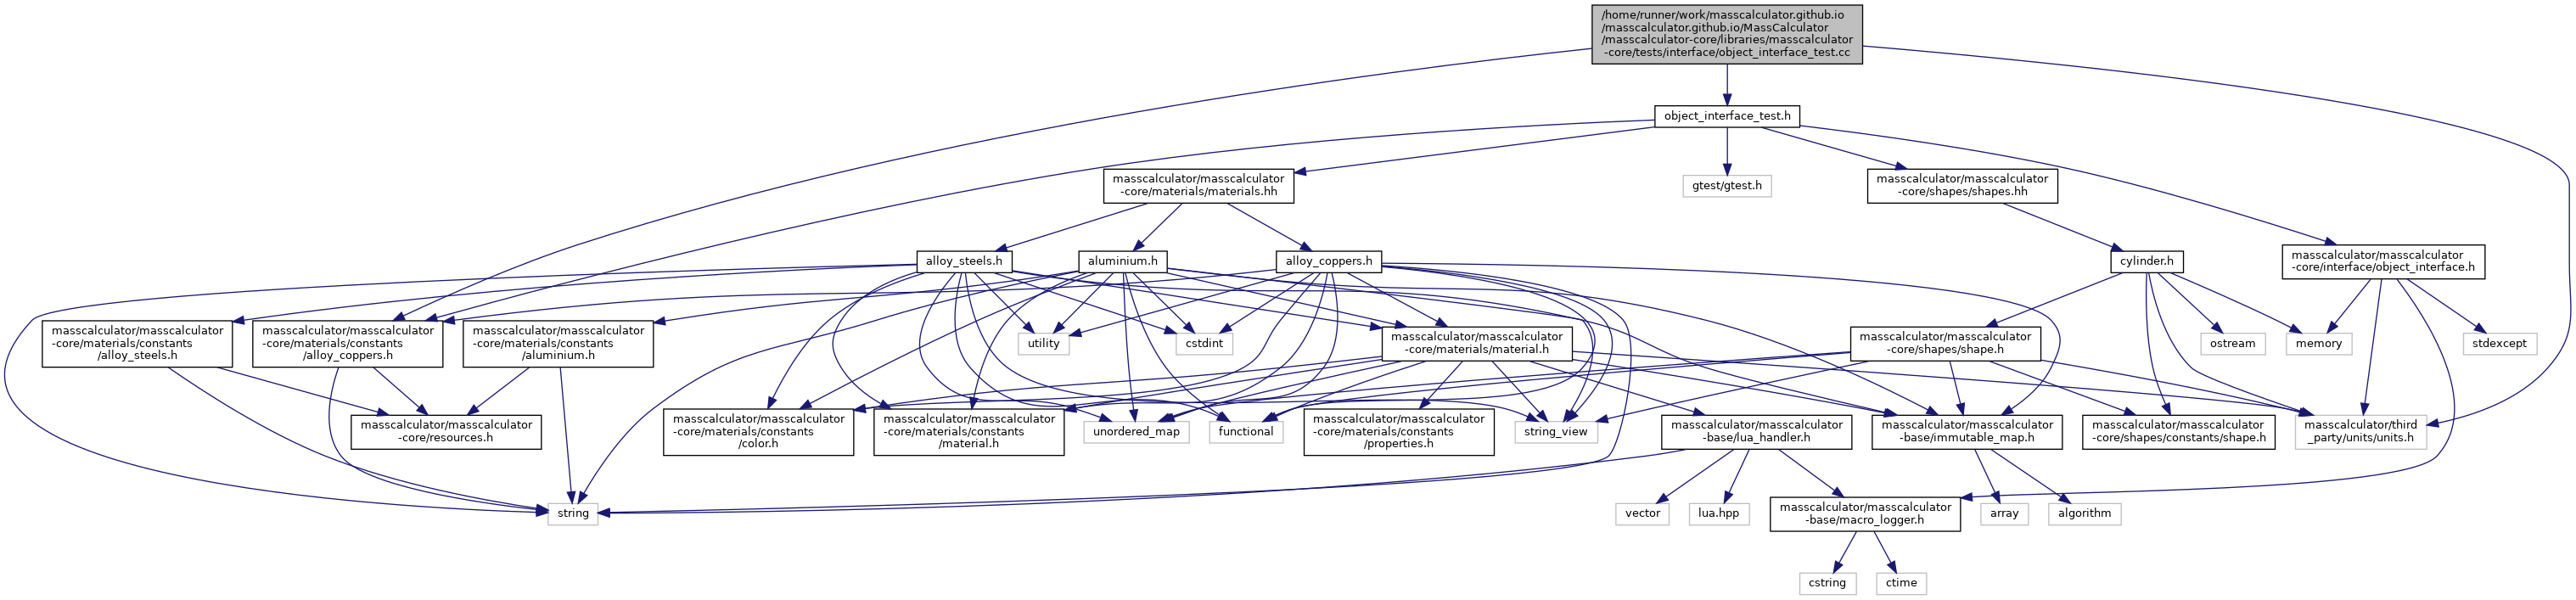 /home/runner/work/masscalculator.github.io
/masscalculator.github.io/MassCalculator
/masscalculator-core/libraries/masscalculator
-core/tests/interface/object_interface_test.cc
object_interface_test.h
masscalculator/masscalculator
-core/materials/materials.hh
gtest/gtest.h
masscalculator/masscalculator
-core/shapes/shapes.hh
alloy_steels.h
aluminium.h
alloy_coppers.h
cylinder.h
masscalculator/masscalculator
-core/interface/object_interface.h
masscalculator/masscalculator
-core/materials/constants
/alloy_steels.h
masscalculator/masscalculator
-core/materials/constants
/alloy_coppers.h
masscalculator/masscalculator
-core/materials/constants
/aluminium.h
utility
cstdint
masscalculator/masscalculator
-core/materials/material.h
masscalculator/masscalculator
-core/shapes/shape.h
ostream
memory
stdexcept
masscalculator/masscalculator
-core/resources.h
masscalculator/masscalculator
-core/materials/constants
/color.h
masscalculator/masscalculator
-core/materials/constants
/material.h
unordered_map
functional
masscalculator/masscalculator
-core/materials/constants
/properties.h
string_view
masscalculator/masscalculator
-base/lua_handler.h
masscalculator/masscalculator
-base/immutable_map.h
masscalculator/masscalculator
-core/shapes/constants/shape.h
masscalculator/third
_party/units/units.h
string
vector
lua.hpp
masscalculator/masscalculator
-base/macro_logger.h
array
algorithm
cstring
ctime